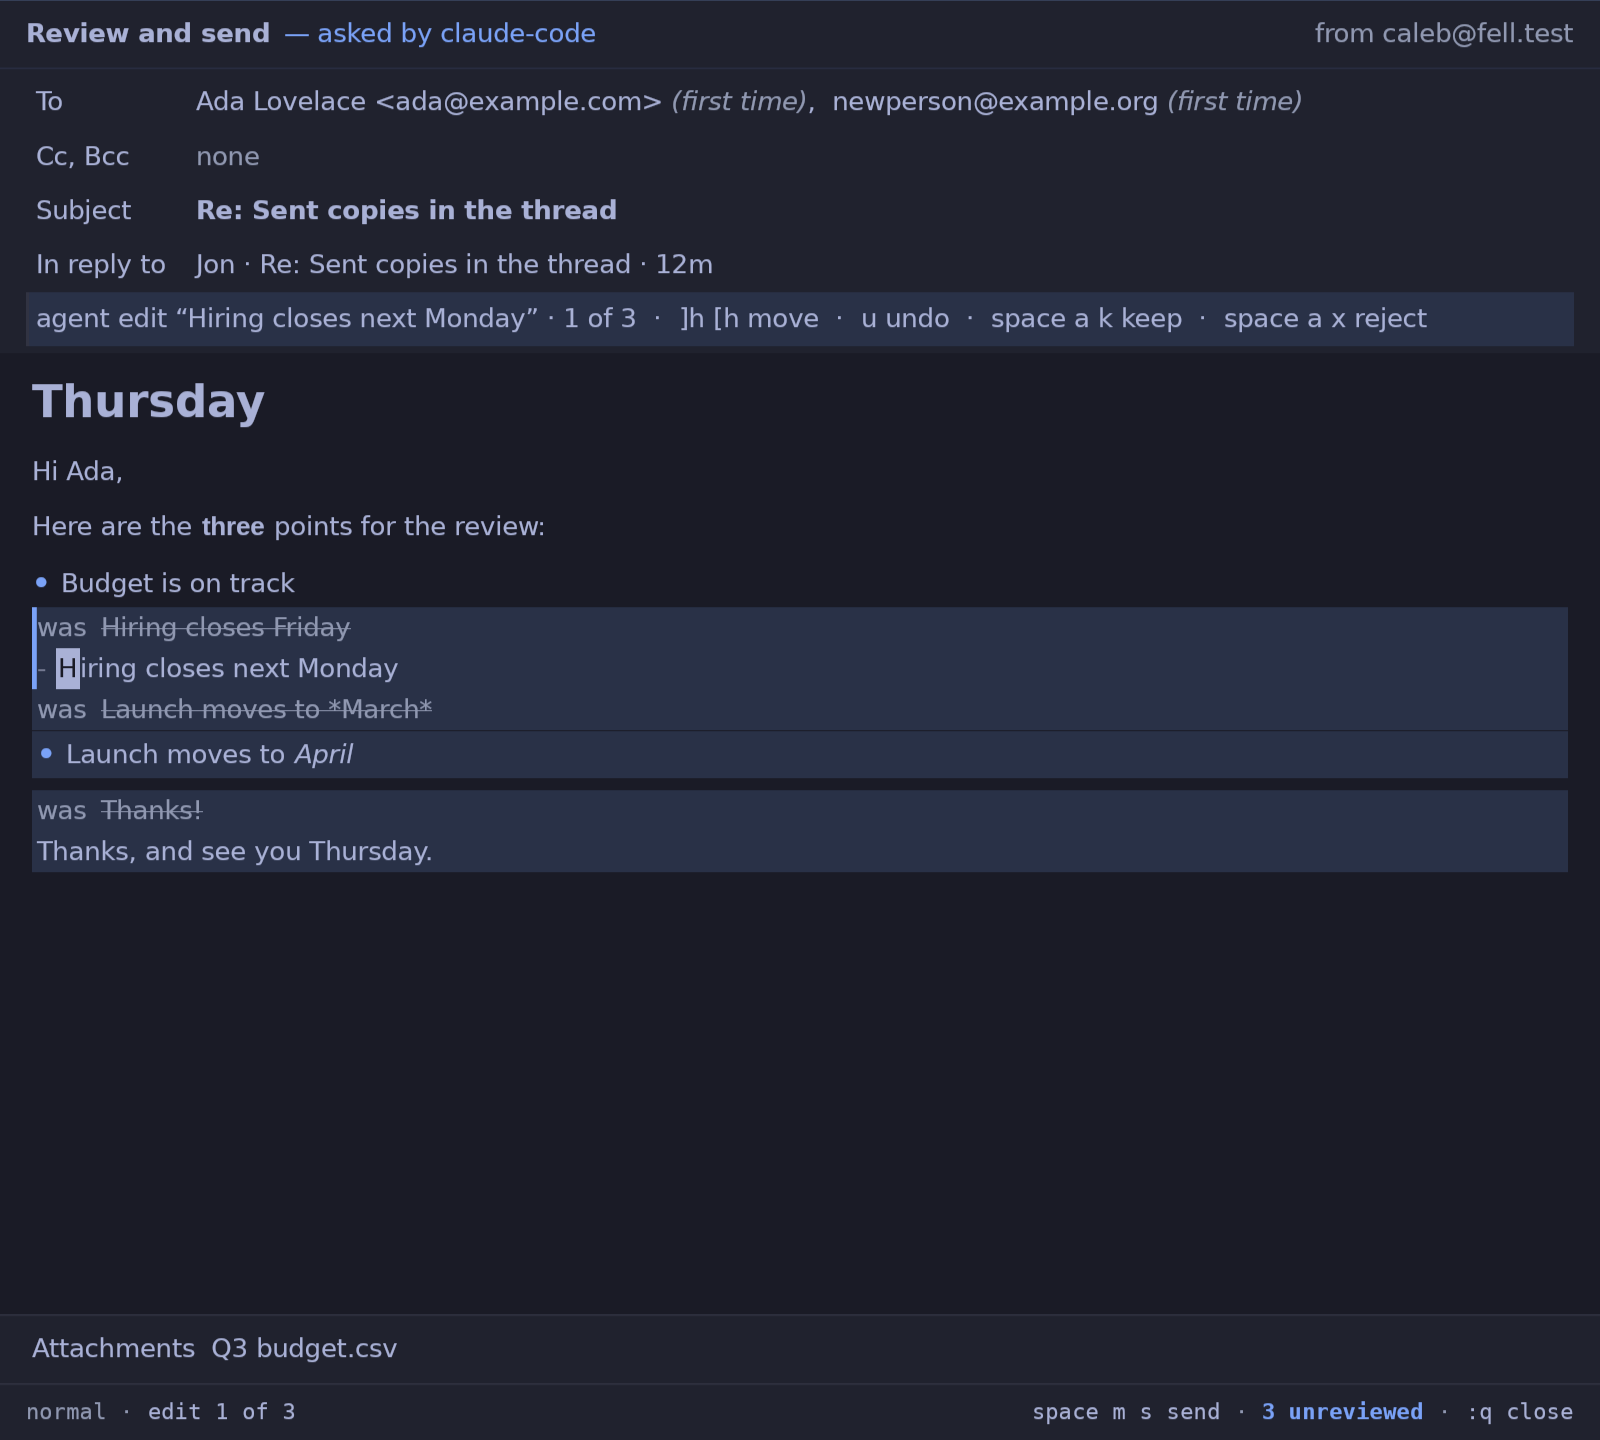 Review and send — asked by claude-code from caleb@fell.test
To Ada Lovelace <ada@example.com> (first time), newperson@example.org (first time)
Cc, Bcc none
Subject Re: Sent copies in the thread
In reply to Jon · Re: Sent copies in the thread · 12m
agent edit “Hiring closes next Monday” · 1 of 3 · ]h [h move · u undo · space a k keep · space a x reject
Thursday
Hi Ada,
Here are the three points for the review:
• Budget is on track
was Hiring closes Friday
- Hiring closes next Monday
was Launch moves to *March*
• Launch moves to April
was Thanks!
Thanks, and see you Thursday.
Attachments Q3 budget.csv
normal · edit 1 of 3 space m s send · 3 unreviewed · :q close